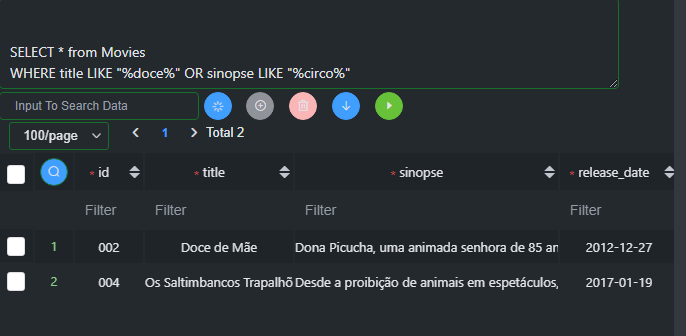 SELECT * from Movies
WHERE title LIKE "%doce%" OR sinopse LIKE "%circo%"
Input To Search Data
100/page 1 Total 2
* id * title * sinopse * release_date
Filter Filter Filter Filter
1 002 Doce de Mãe Dona Picucha, uma animada senhora de 85 an 2012-12-27
2 004 Os Saltimbancos Trapalhõ Desde a proibição de animais em espetáculos, 2017-01-19